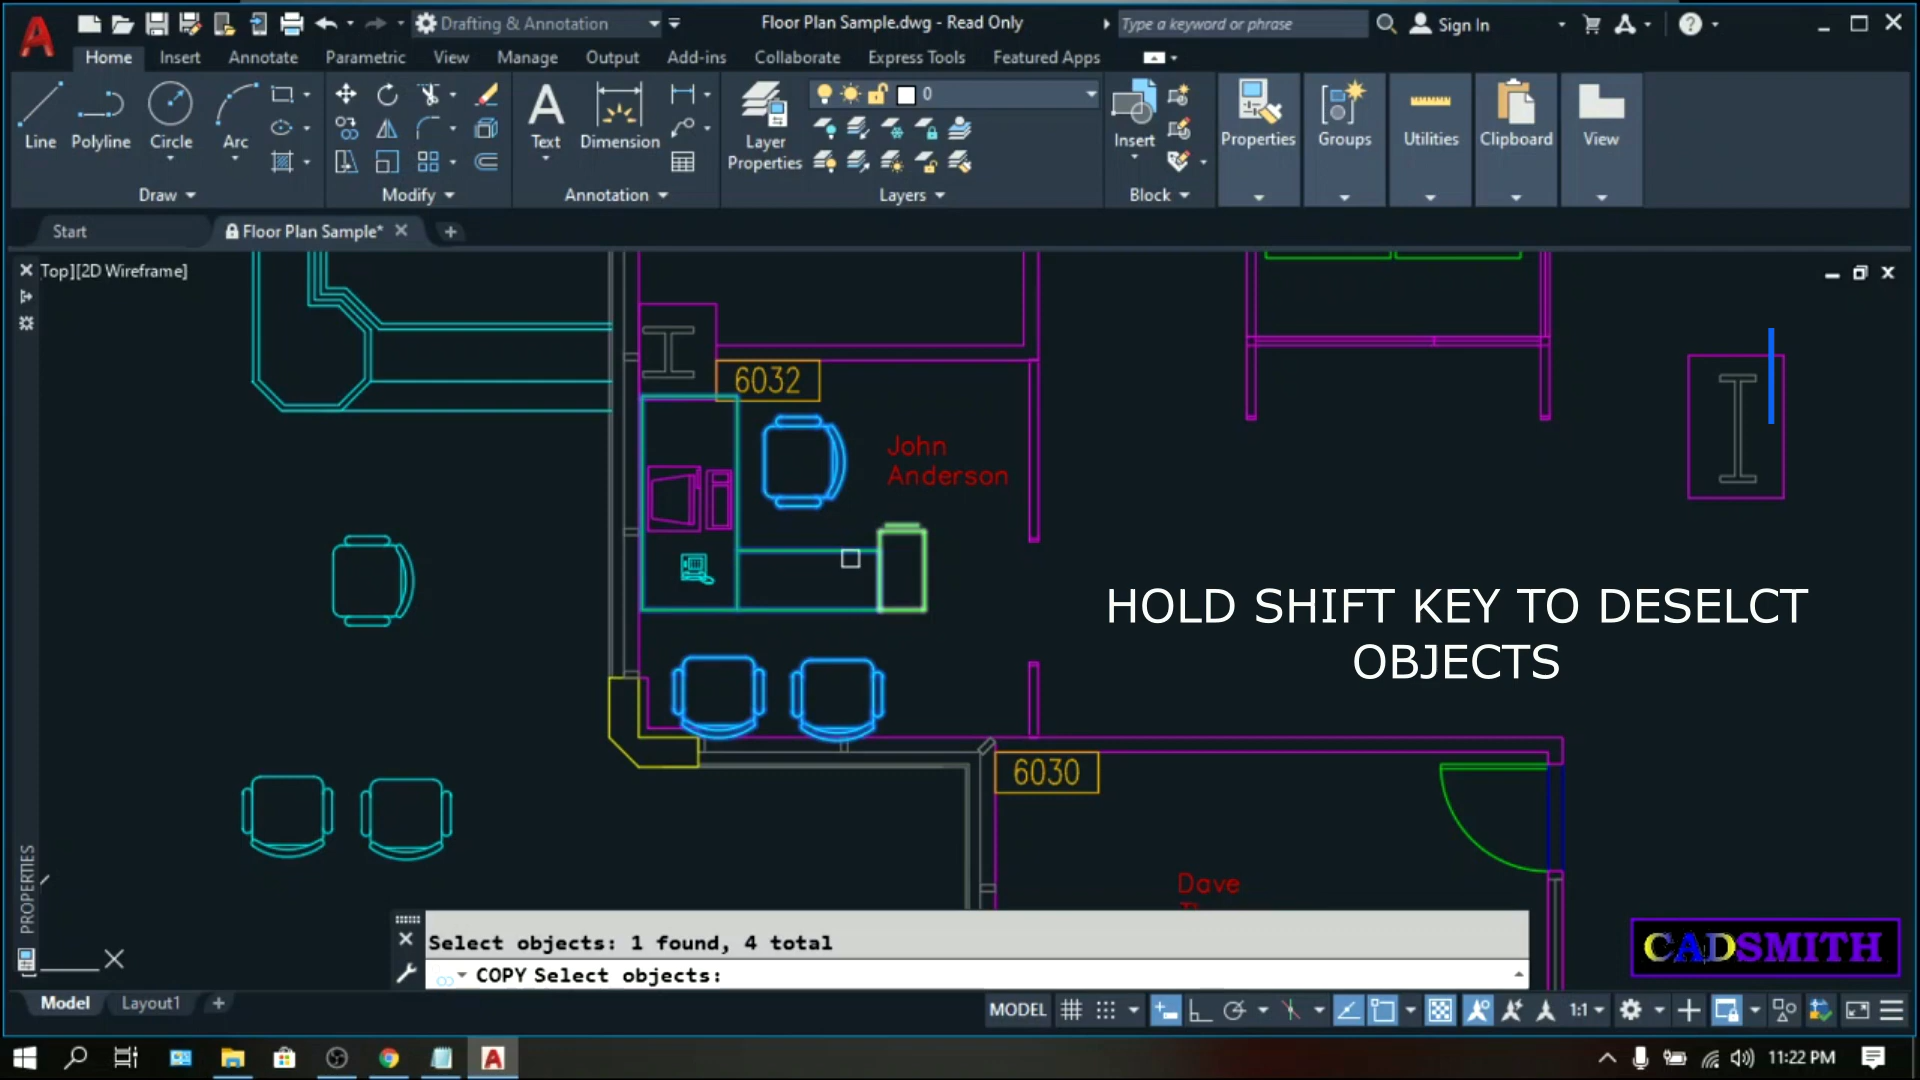 Drafting & Annotation
Floor Plan Sample.dwg - Read Only
Type a keyword or phrase
Sign In
Home Insert Annotate Parametric View Manage Output Add-ins Collaborate Express Tools Featured Apps
0
Line Polyline Circle Arc Text Dimension Layer Properties Insert Properties Groups Utilities Clipboard View
Draw Modify Annotation Layers Block
Start
Floor Plan Sample*
Top][2D Wireframe]
6032
John
Anderson
HOLD SHIFT KEY TO DESELCT
OBJECTS
6030
Dave
PROPERTIES
Select objects: 1 found, 4 total
COPY Select objects:
CADSMITH
Model Layout1
MODEL 1:1
11:22 PM